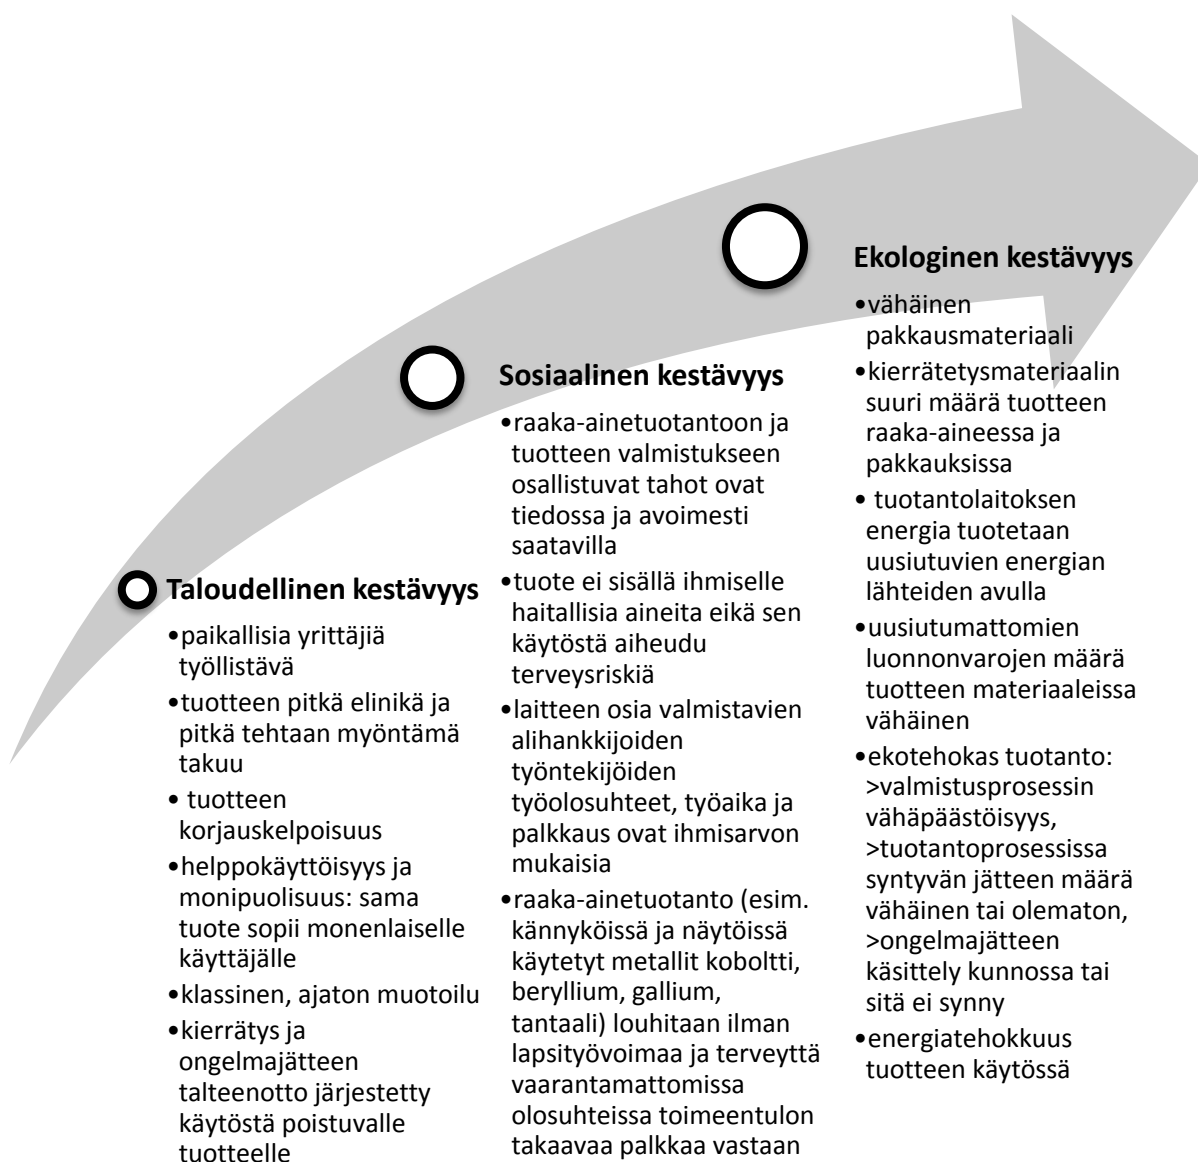 Taloudellinen kestävyys
•paikallisia yrittäjiä
työllistävä
•tuotteen pitkä elinikä ja
pitkä tehtaan myöntämä
takuu
• tuotteen
korjauskelpoisuus
•helppokäyttöisyys ja
monipuolisuus: sama
tuote sopii monenlaiselle
käyttäjälle
•klassinen, ajaton muotoilu
•kierrätys ja
ongelmajätteen
talteenotto järjestetty
käytöstä poistuvalle
tuotteelle
Sosiaalinen kestävyys
•raaka-ainetuotantoon ja
tuotteen valmistukseen
osallistuvat tahot ovat
tiedossa ja avoimesti
saatavilla
•tuote ei sisällä ihmiselle
haitallisia aineita eikä sen
käytöstä aiheudu
terveysriskiä
•laitteen osia valmistavien
alihankkijoiden
työntekijöiden
työolosuhteet, työaika ja
palkkaus ovat ihmisarvon
mukaisia
•raaka-ainetuotanto (esim.
kännyköissä ja näytöissä
käytetyt metallit koboltti,
beryllium, gallium,
tantaali) louhitaan ilman
lapsityövoimaa ja terveyttä
vaarantamattomissa
olosuhteissa toimeentulon
takaavaa palkkaa vastaan
Ekologinen kestävyys
•vähäinen
pakkausmateriaali
•kierrätetysmateriaalin
suuri määrä tuotteen
raaka-aineessa ja
pakkauksissa
• tuotantolaitoksen
energia tuotetaan
uusiutuvien energian
lähteiden avulla
•uusiutumattomien
luonnonvarojen määrä
tuotteen materiaaleissa
vähäinen
•ekotehokas tuotanto:
>valmistusprosessin
vähäpäästöisyys,
>tuotantoprosessissa
syntyvän jätteen määrä
vähäinen tai olematon,
>ongelmajätteen
käsittely kunnossa tai
sitä ei synny
•energiatehokkuus
tuotteen käytössä